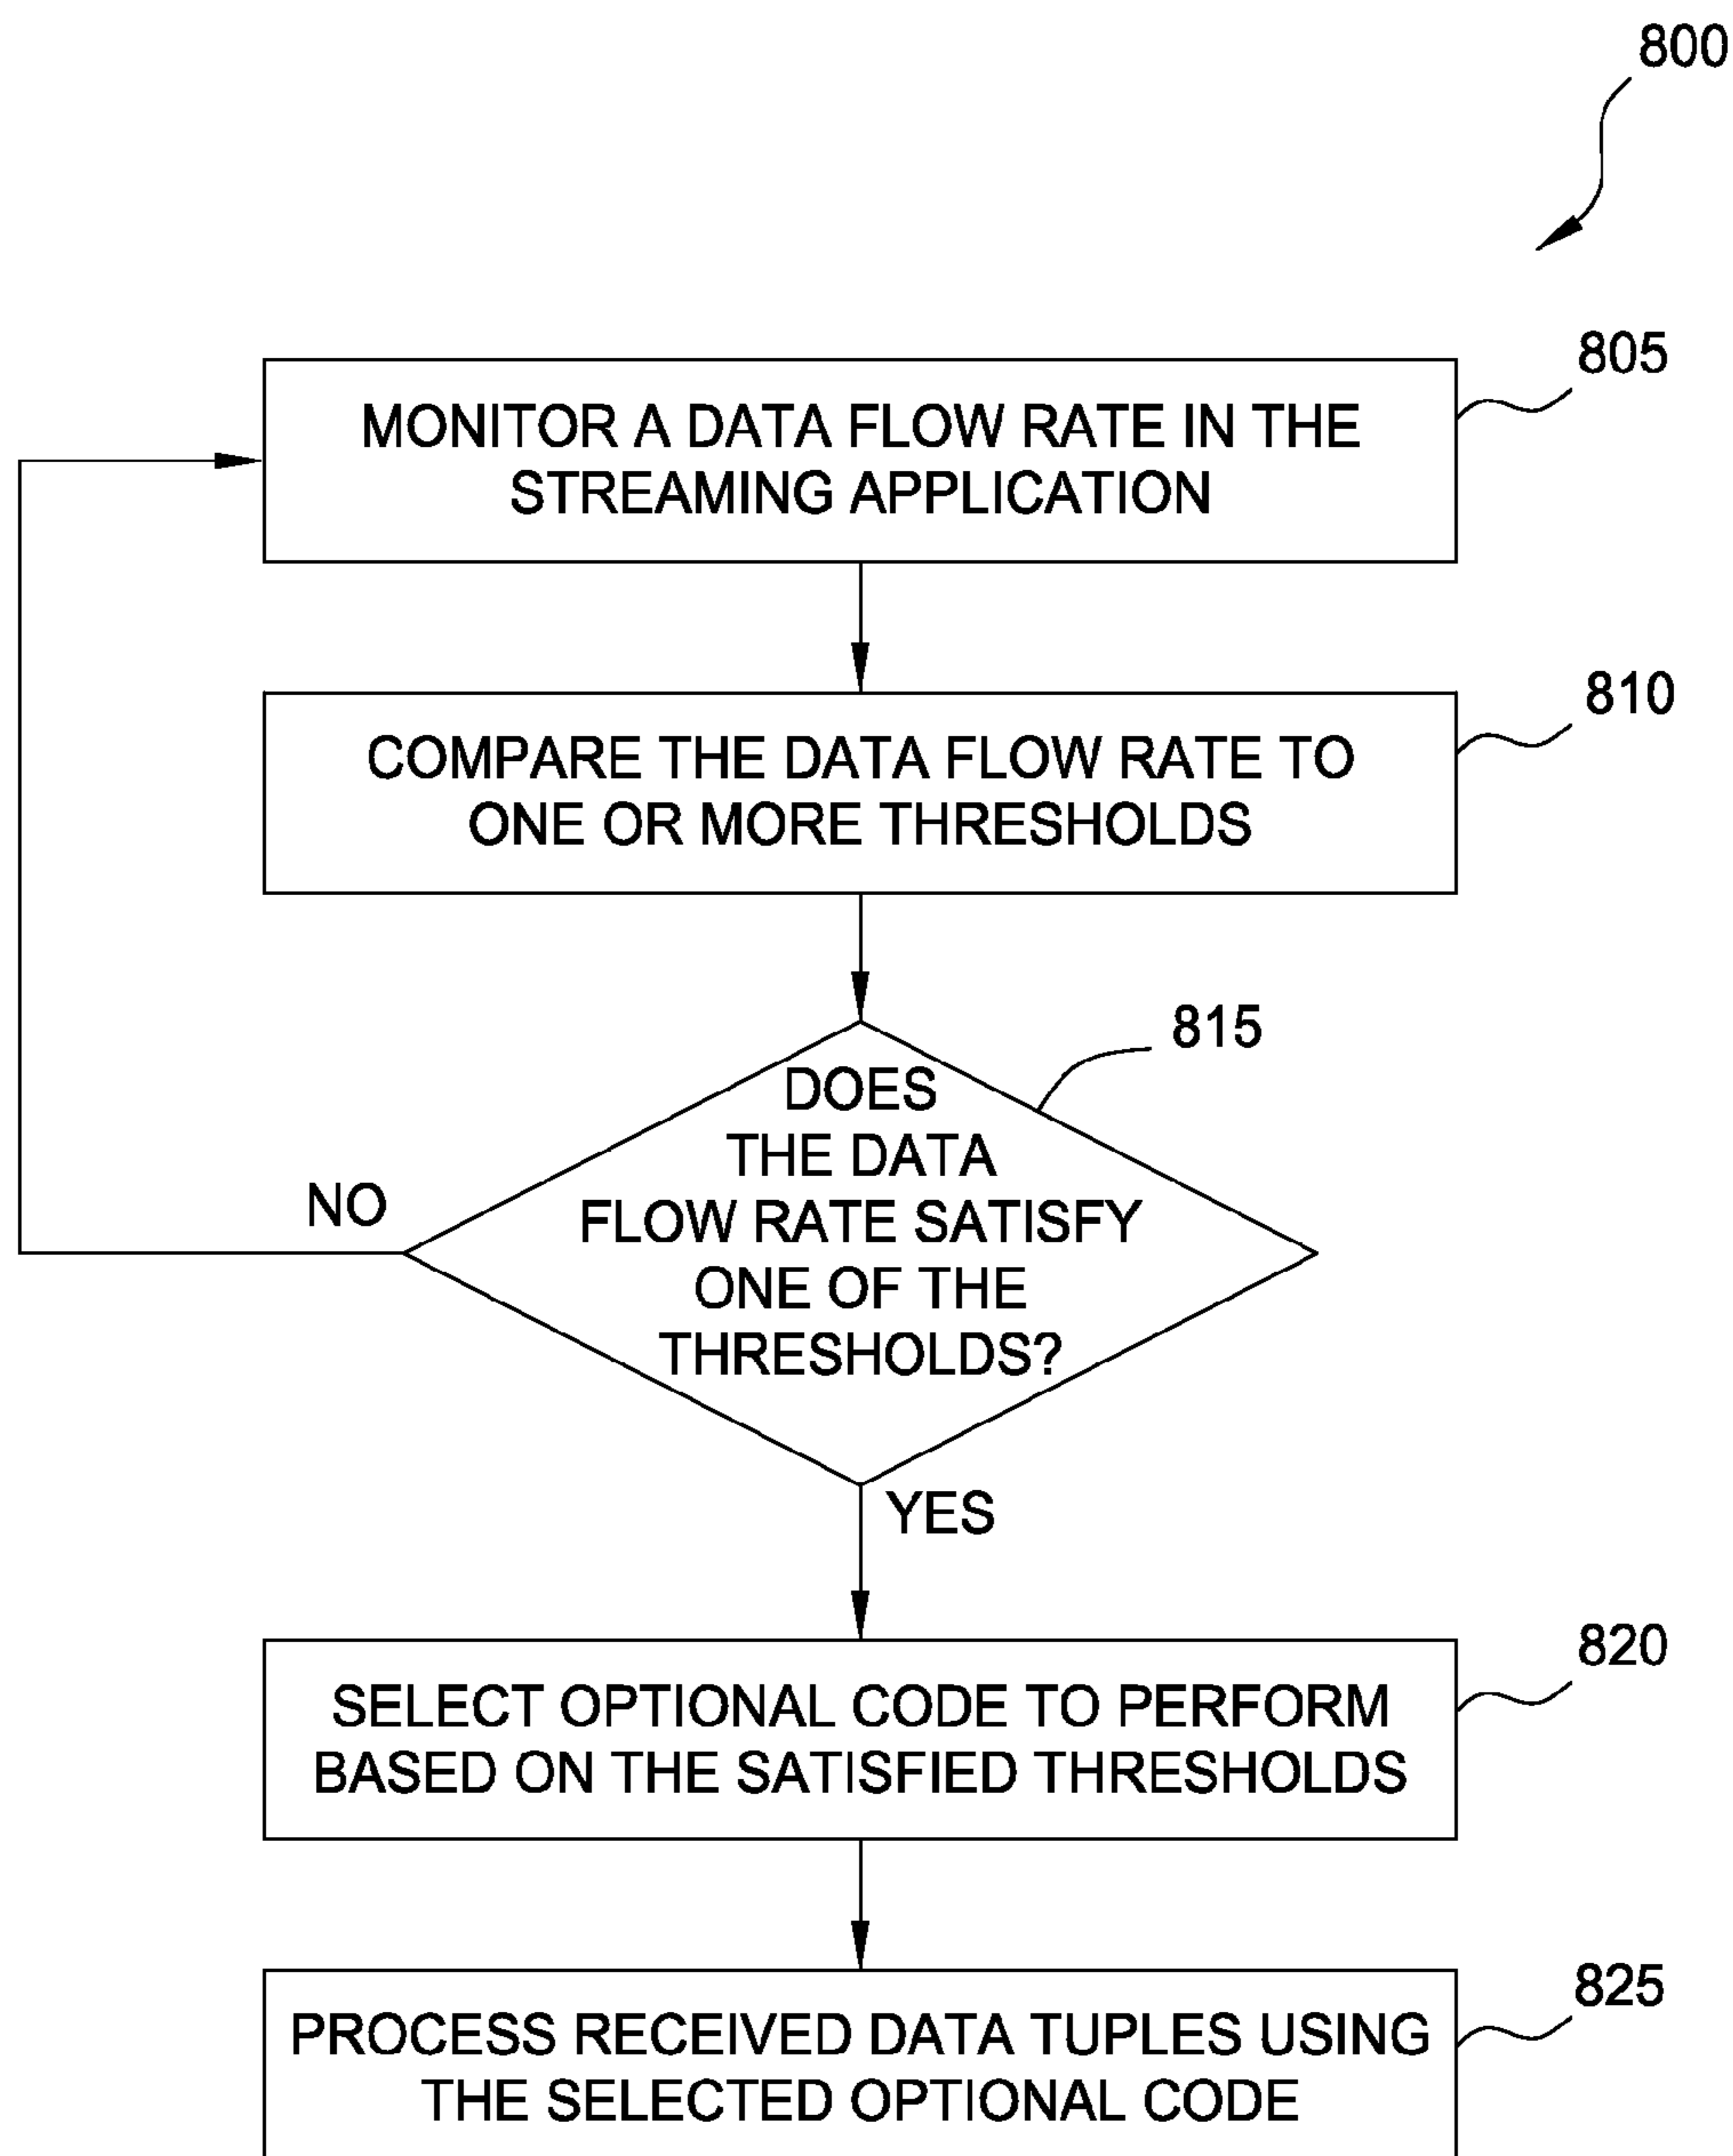 800
805
MONITOR A DATA FLOW RATE IN THE
STREAMING APPLICATION
810
COMPARE THE DATA FLOW RATE TO
ONE OR MORE THRESHOLDS
815
DOES
THE DATA
FLOW RATE SATISFY
ONE OF THE
THRESHOLDS?
NO
YES
820
SELECT OPTIONAL CODE TO PERFORM
BASED ON THE SATISFIED THRESHOLDS
825
PROCESS RECEIVED DATA TUPLES USING
THE SELECTED OPTIONAL CODE